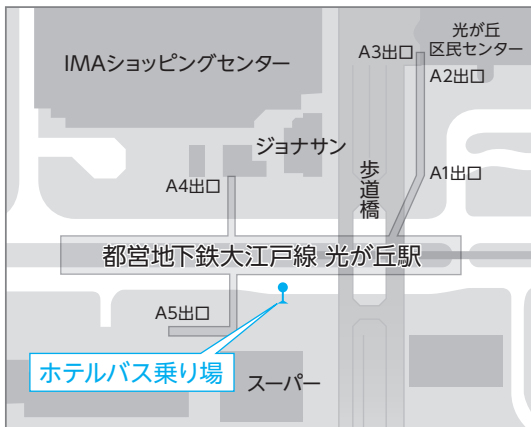 光が丘
区民センター
IMAショッピングセンター
A3出口
A2出口
ジョナサン
歩道橋
A1出口
A4出口
都営地下鉄大江戸線 光が丘駅
A5出口
ホテルバス乗り場
スーパー